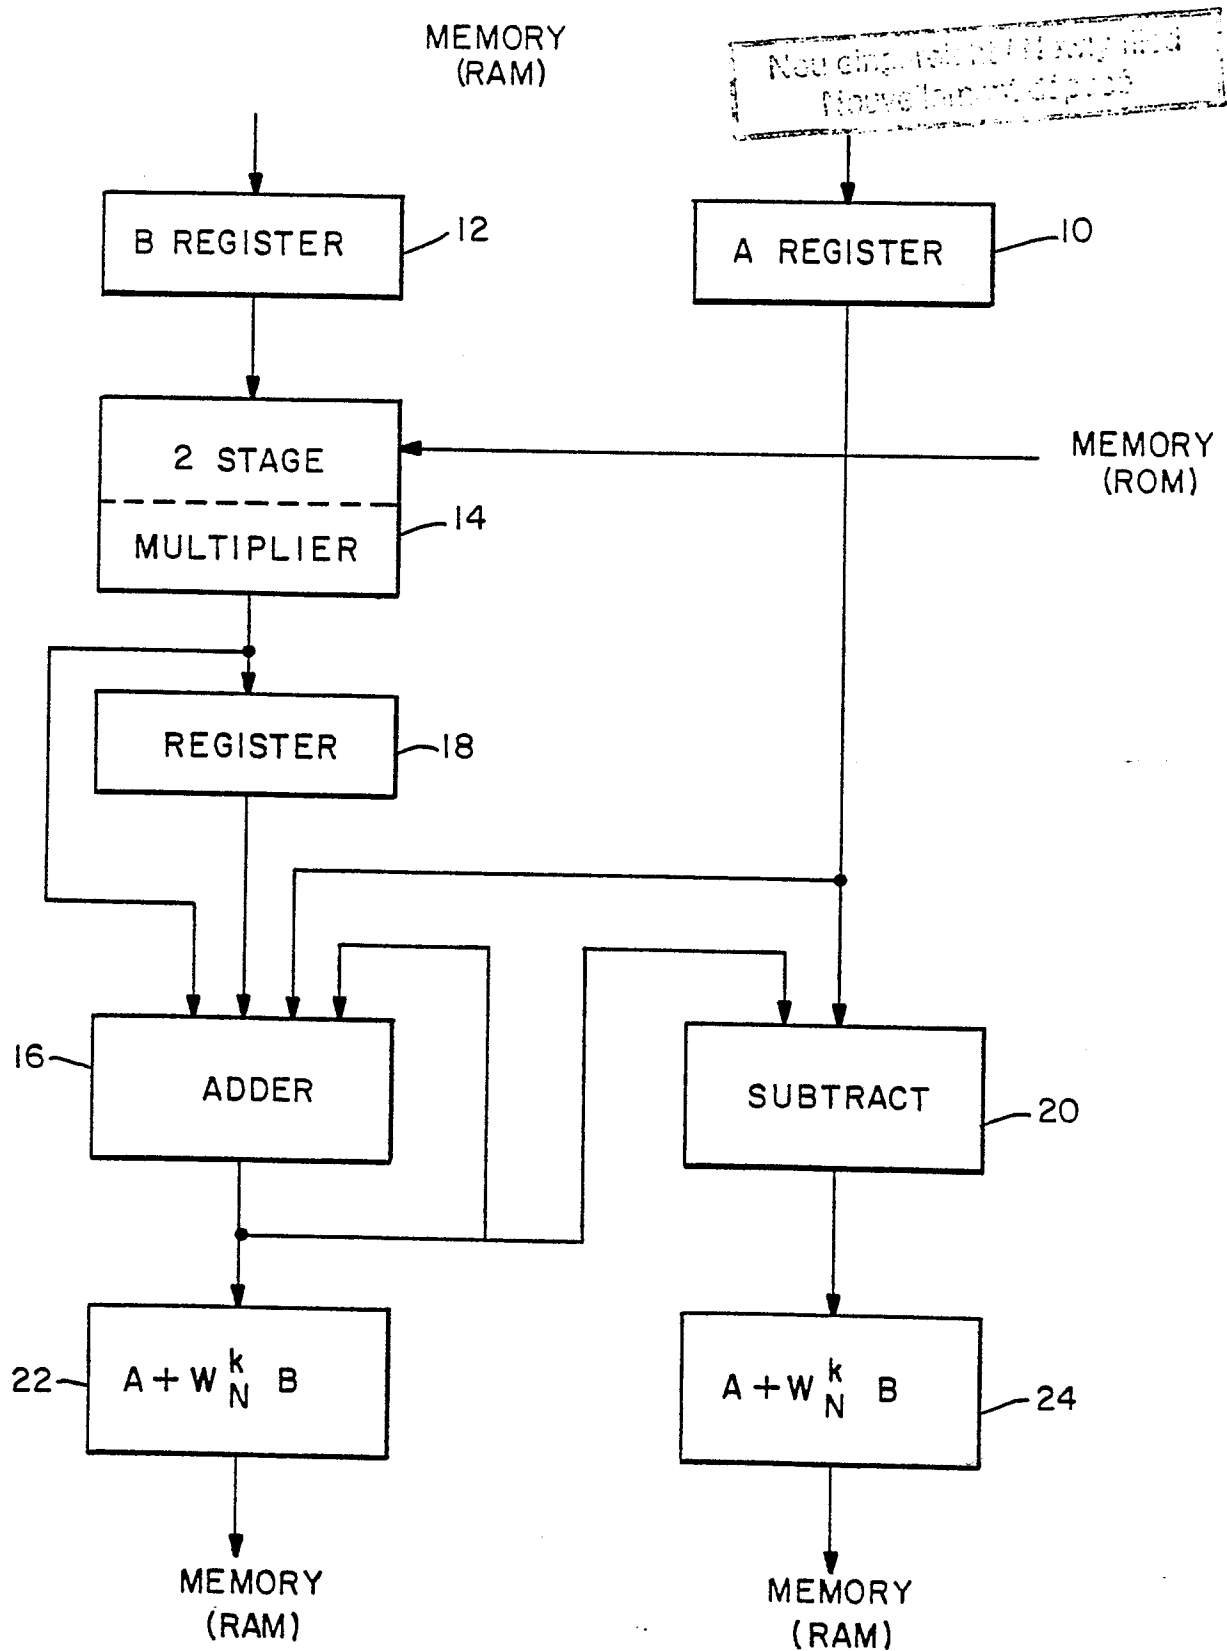 MEMORY
(RAM)
B REGISTER
12
A REGISTER
10
2 STAGE
MULTIPLIER
14
MEMORY
(ROM)
REGISTER
18
16
ADDER
SUBTRACT
20
22
A + W k N B
A + W k N B
24
MEMORY
(RAM)
MEMORY
(RAM)